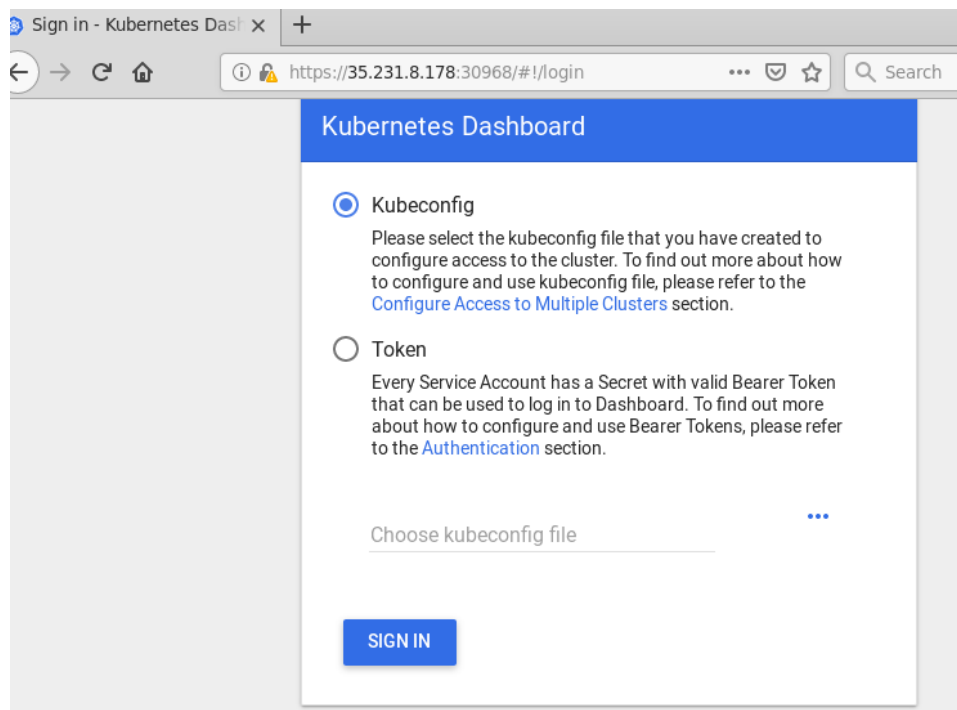 Sign in - Kubernetes Dash
https://35.231.8.178:30968/#!/login
Search
Kubernetes Dashboard
Kubeconfig
Please select the kubeconfig file that you have created to
configure access to the cluster. To find out more about how
to configure and use kubeconfig file, please refer to the
Configure Access to Multiple Clusters section.
Token
Every Service Account has a Secret with valid Bearer Token
that can be used to log in to Dashboard. To find out more
about how to configure and use Bearer Tokens, please refer
to the Authentication section.
Choose kubeconfig file
SIGN IN